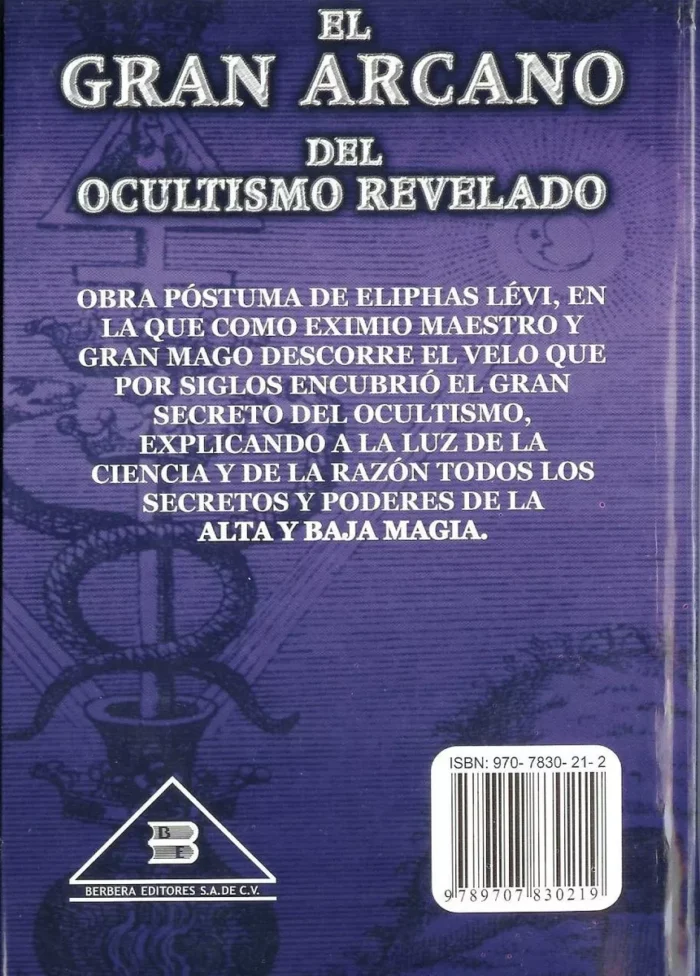 EL
GRAN ARCANO
DEL
OCULTISMO REVELADO
OBRA PÓSTUMA DE ELIPHAS LÉVI, EN
LA QUE COMO EXIMIO MAESTRO Y
GRAN MAGO DESCORRE EL VELO QUE
POR SIGLOS ENCUBRIÓ EL GRAN
SECRETO DEL OCULTISMO,
EXPLICANDO A LA LUZ DE LA
CIENCIA Y DE LA RAZÓN TODOS LOS
SECRETOS Y PODERES DE LA
ALTA Y BAJA MAGIA.
ISBN: 970- 7830- 21- 2
9 789707 830219
B E
BERBERA EDITORES S.A.DE C.V.